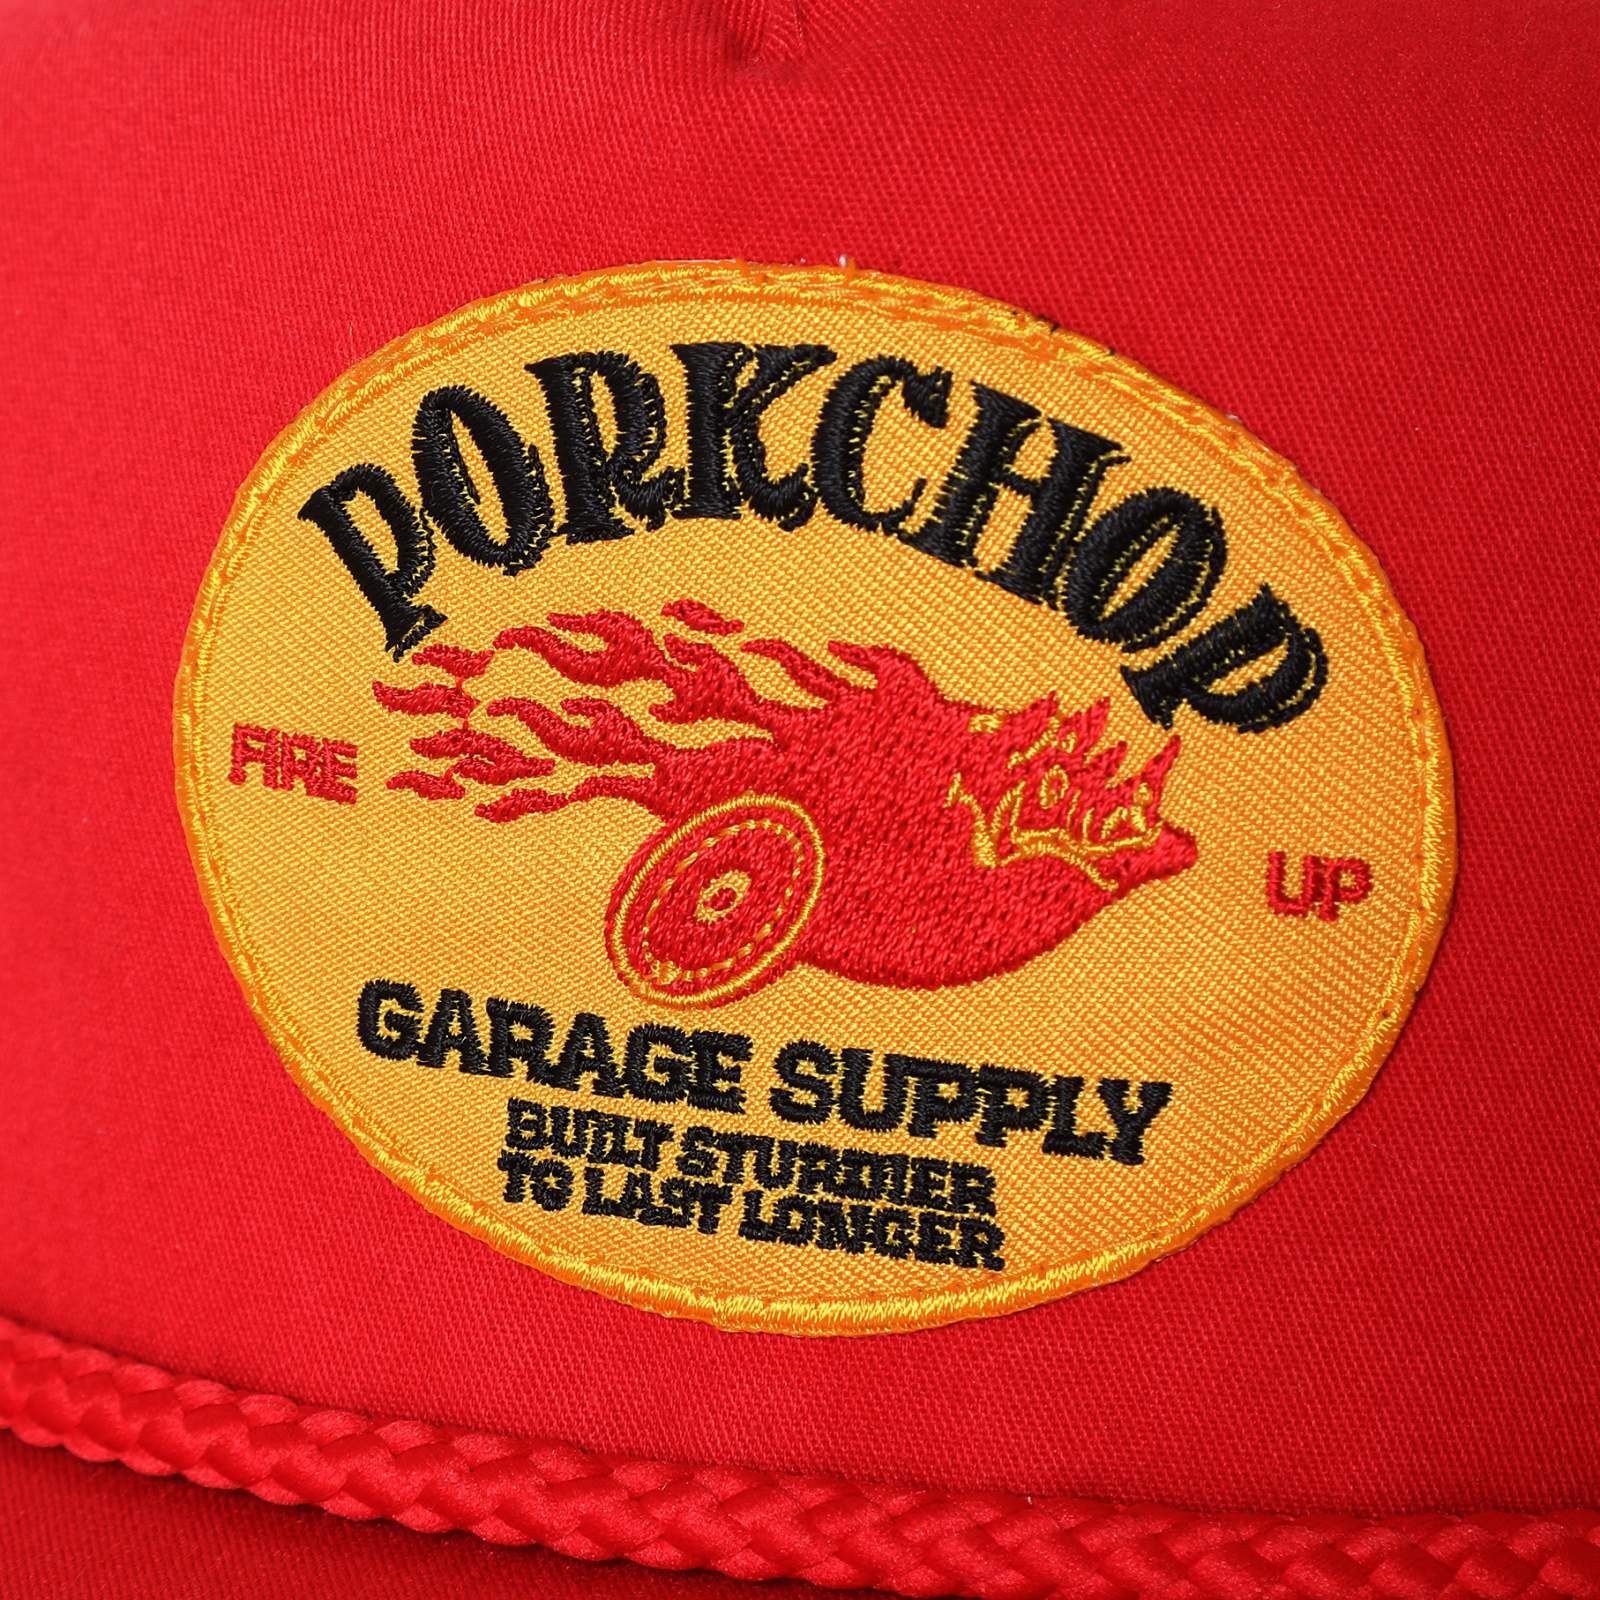 PORKCHOP
FIRE UP
GARAGE SUPPLY
BUILT STURDIER
TO LAST LONGER